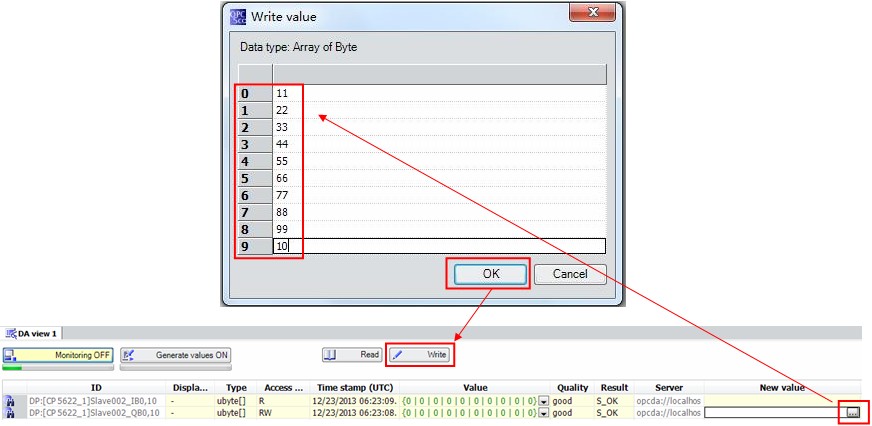 OPC Scc Write value
Data type: Array of Byte
0 11
1 22
2 33
3 44
4 55
5 66
6 77
7 88
8 99
9 10
OK Cancel
DA view 1
Monitoring OFF Generate values ON Read Write
ID Displa... Type Access ... Time stamp (UTC) Value Quality Result Server New value
DP:[CP 5622_1]Slave002_IB0,10 - ubyte[] R 12/23/2013 06:23:09. {0 | 0 | 0 | 0 | 0 | 0 | 0 | 0 | 0 | 0} good S_OK opcda://localhos
DP:[CP 5622_1]Slave002_QB0,10 - ubyte[] RW 12/23/2013 06:23:08. {0 | 0 | 0 | 0 | 0 | 0 | 0 | 0 | 0 | 0} good S_OK opcda://localhos ...